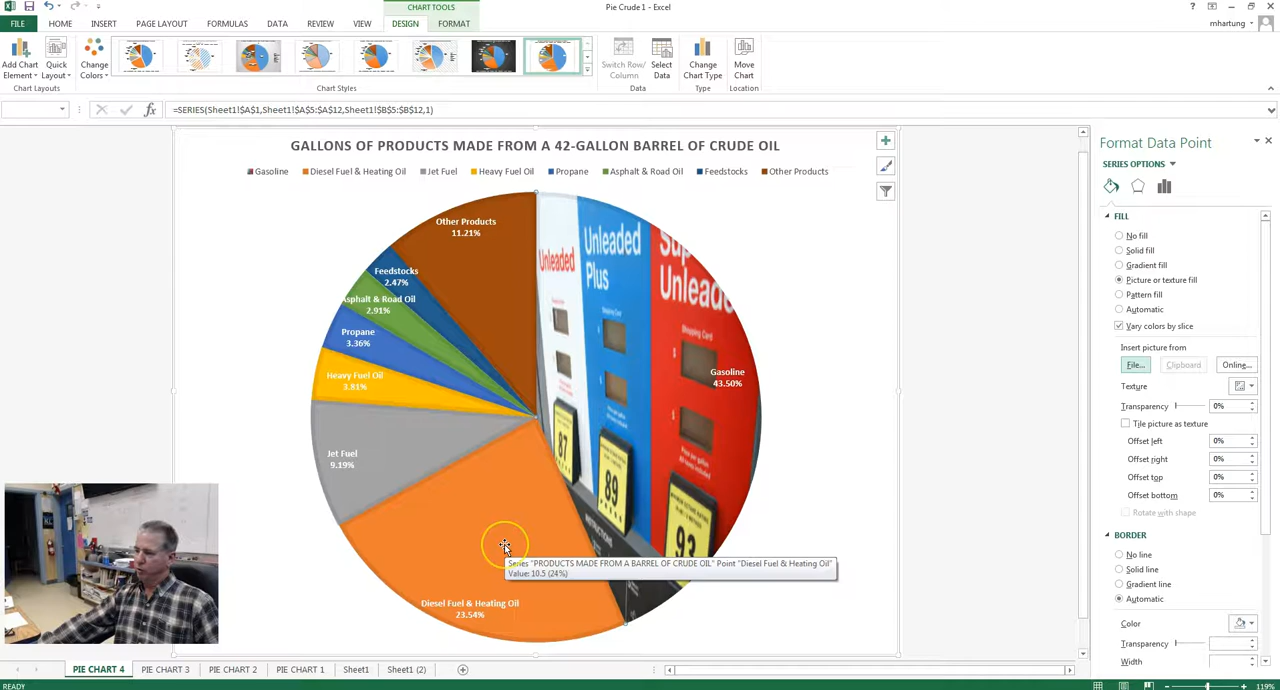 Pie Crude 1 - Excel
CHART TOOLS
mhartung
FILE HOME INSERT PAGE LAYOUT FORMULAS DATA REVIEW VIEW DESIGN FORMAT
Add Chart Element
Quick Layout
Change Colors
Switch Row/ Column
Select Data
Change Chart Type
Move Chart
Chart Layouts
Chart Styles
Data
Type
Location
fx =SERIES(Sheet1!$A$1,Sheet1!$A$5:$A$12,Sheet1!$B$5:$B$12,1)
GALLONS OF PRODUCTS MADE FROM A 42-GALLON BARREL OF CRUDE OIL
Gasoline Diesel Fuel & Heating Oil Jet Fuel Heavy Fuel Oil Propane Asphalt & Road Oil Feedstocks Other Products
Other Products
11.21%
Feedstocks
2.47%
Asphalt & Road Oil
2.91%
Propane
3.36%
Heavy Fuel Oil
3.81%
Jet Fuel
9.19%
Diesel Fuel & Heating Oil
23.54%
Gasoline
43.50%
Unleaded
Unleaded
Plus
Unleade
87
89
93
INSTRUCTIONS
Series "PRODUCTS MADE FROM A BARREL OF CRUDE OIL" Point "Diesel Fuel & Heating Oil"
Value: 10.5 (24%)
Format Data Point
SERIES OPTIONS
FILL
No fill
Solid fill
Gradient fill
Picture or texture fill
Pattern fill
Automatic
Vary colors by slice
Insert picture from
File... Clipboard Online...
Texture
Transparency 0%
Tile picture as texture
Offset left 0%
Offset right 0%
Offset top 0%
Offset bottom 0%
Rotate with shape
BORDER
No line
Solid line
Gradient line
Automatic
Color
Transparency
Width
PIE CHART 4 PIE CHART 3 PIE CHART 2 PIE CHART 1 Sheet1 Sheet1 (2)
READY
119%